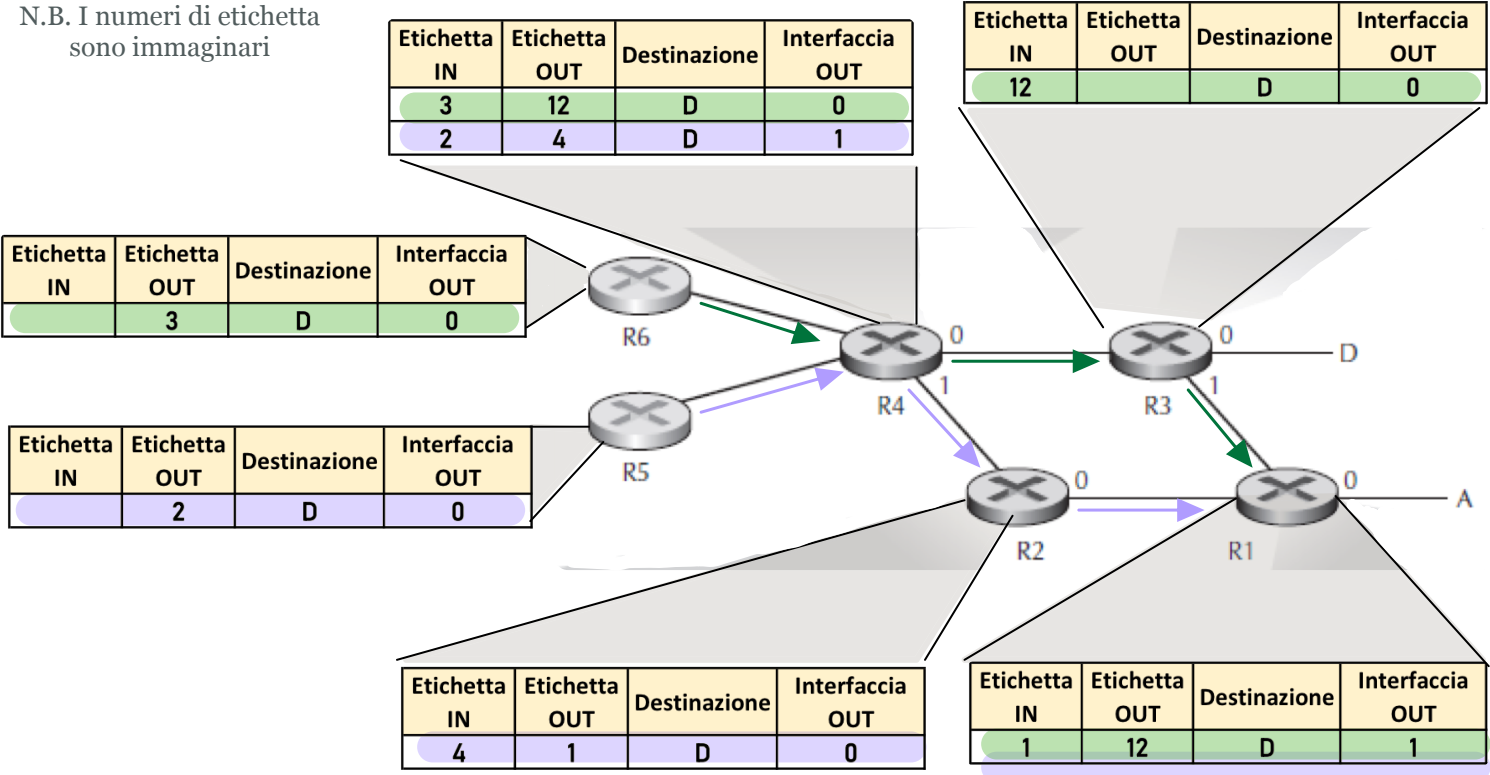 N.B. I numeri di etichetta
sono immaginari
Etichetta IN Etichetta OUT Destinazione Interfaccia OUT
3 12 D 0
2 4 D 1
Etichetta IN Etichetta OUT Destinazione Interfaccia OUT
12 D 0
Etichetta IN Etichetta OUT Destinazione Interfaccia OUT
3 D 0
R6
0
1
R4
0
1
R3
D
Etichetta IN Etichetta OUT Destinazione Interfaccia OUT
2 D 0
R5
0
R2
0
R1
A
Etichetta IN Etichetta OUT Destinazione Interfaccia OUT
4 1 D 0
Etichetta IN Etichetta OUT Destinazione Interfaccia OUT
1 12 D 1